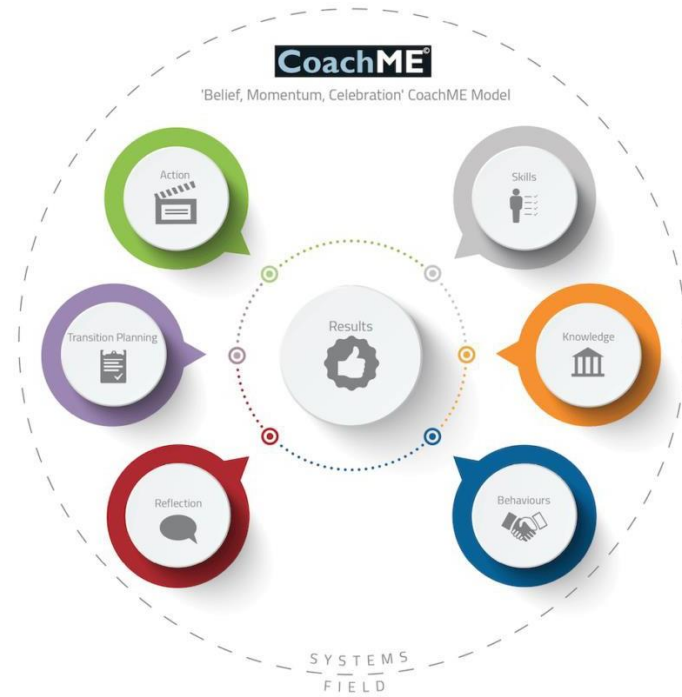 CoachME©
'Belief, Momentum, Celebration' CoachME Model
Action
Skills
Results
Transition Planning
Knowledge
Reflection
Behaviours
SYSTEMS
FIELD